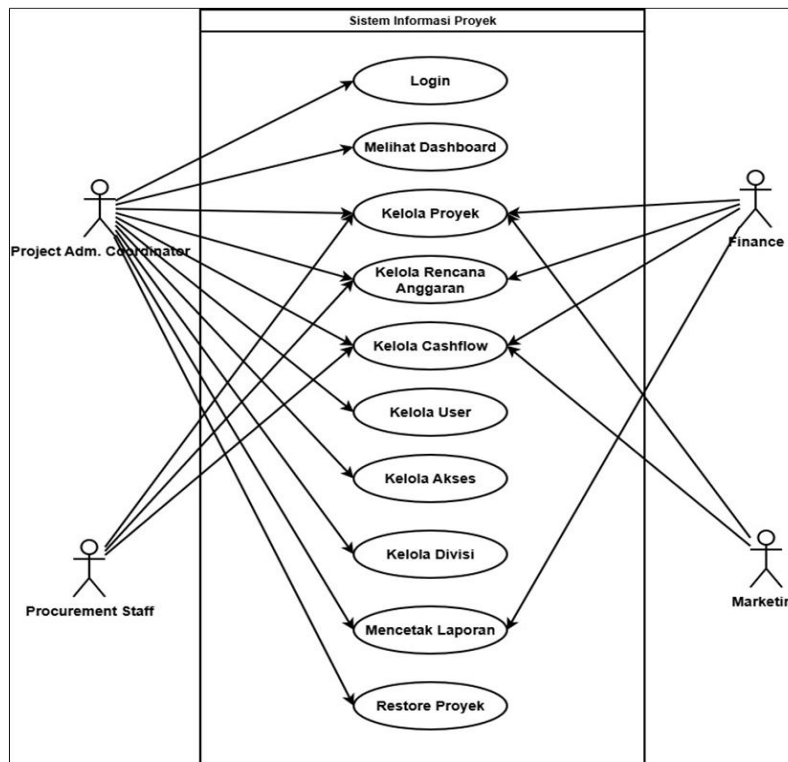 Sistem Informasi Proyek
Login
Melihat Dashboard
Kelola Proyek
Project Adm. Coordinator
Finance
Kelola Rencana
Anggaran
Kelola Cashflow
Kelola User
Kelola Akses
Kelola Divisi
Procurement Staff
Marketin
Mencetak Laporan
Restore Proyek